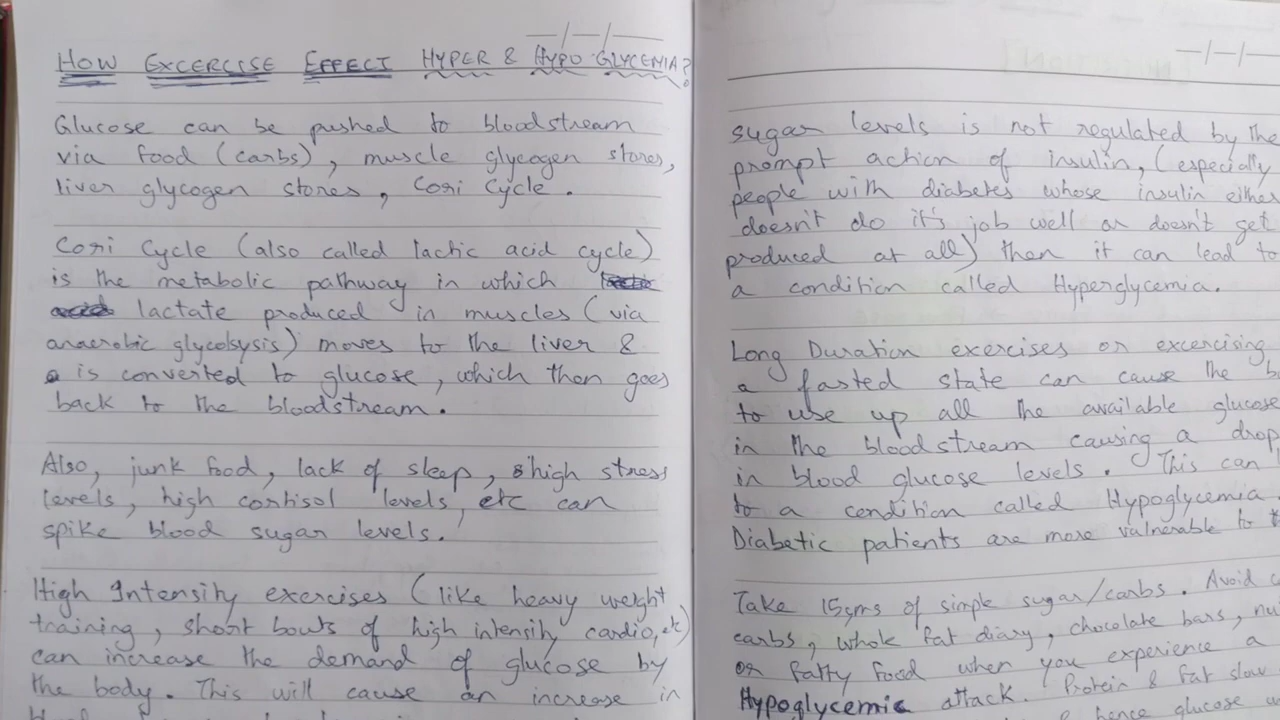 HOW EXCERCISE EFFECT HYPER & HYPO GLYCEMIA?
Glucose can be pushed to bloodstream
via food (carbs), muscle glycogen stores,
liver glycogen stores, Cori Cycle.
Cori Cycle (also called lactic acid cycle)
is the metabolic pathway in which
lactate produced in muscles (via
anaerobic glycolsysis) moves to the liver &
is converted to glucose, which then goes
back to the bloodstream.
Also, junk food, lack of sleep, high stress
levels, high cortisol levels, etc can
spike blood sugar levels.
High Intensity exercises (like heavy weight
training, short bouts of high intensity cardio, etc)
can increase the demand of glucose by
the body. This will cause an increase in
sugar levels is not regulated by the
prompt action of insulin, (especially
people with diabetes whose insulin either
doesn't do it's job well or doesn't get
produced at all) then it can lead to
a condition called Hyperglycemia.
Long Duration exercises or excercising
a fasted state can cause the
to use up all the available glucose
in the bloodstream causing a drop
in blood glucose levels. This can
to a condition called Hypoglycemia.
Diabetic patients are more vulnerable to
Take 15gms of simple sugar/carbs. Avoid
carbs, whole fat diary, chocolate bars,
or fatty food when you experience a
Hypoglycemic attack. Protein & fat slow
hence glucose